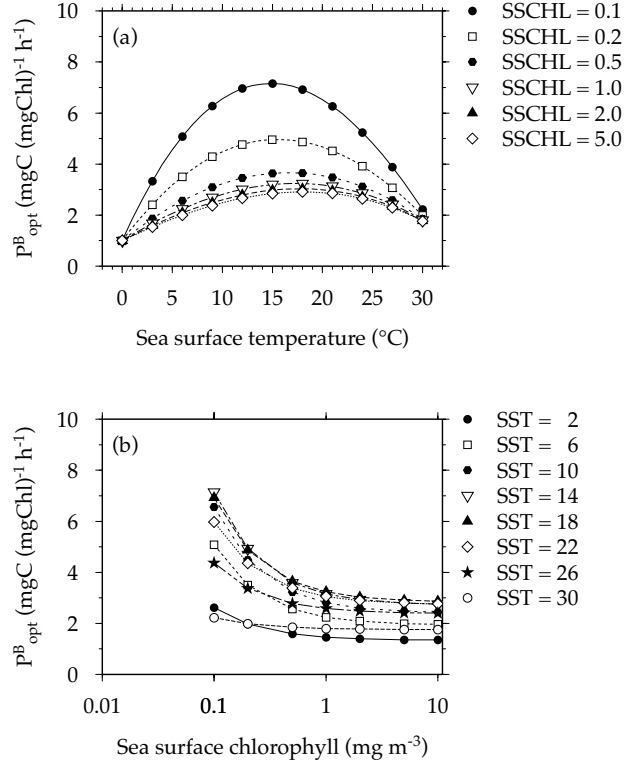 (a)
10
8
6
4
2
0
P^B_opt (mgC (mgChl)^-1 h^-1)
0 5 10 15 20 25 30
Sea surface temperature (°C)
SSCHL = 0.1
SSCHL = 0.2
SSCHL = 0.5
SSCHL = 1.0
SSCHL = 2.0
SSCHL = 5.0
(b)
10
8
6
4
2
0
P^B_opt (mgC (mgChl)^-1 h^-1)
0.01 0.1 1 10
Sea surface chlorophyll (mg m^-3)
SST = 2
SST = 6
SST = 10
SST = 14
SST = 18
SST = 22
SST = 26
SST = 30